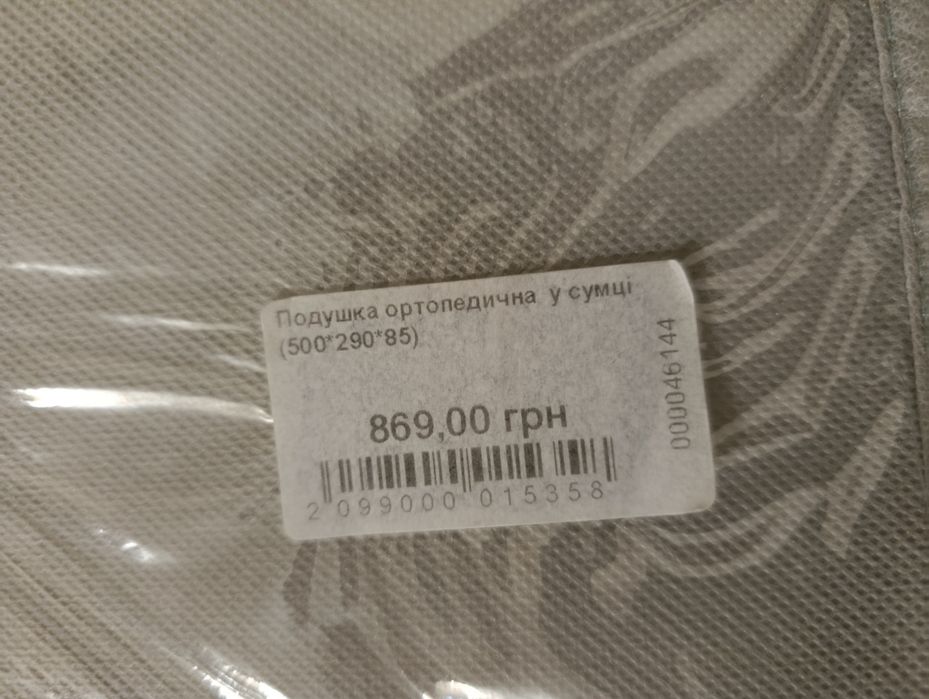 Подушка ортопедична у сумці
(500*290*85)
869,00 грн
2 099000 015358
000046144